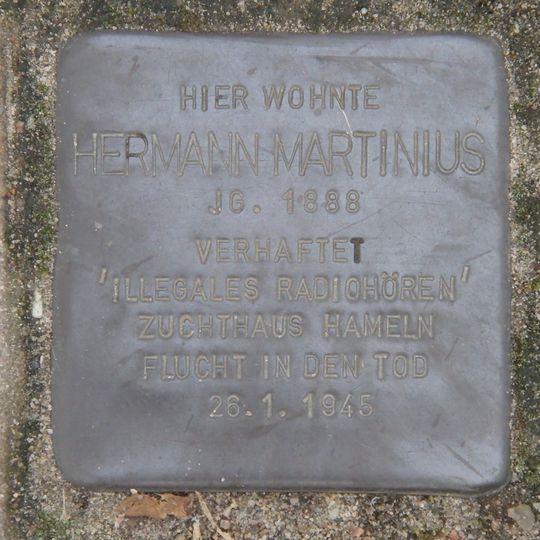 HIER WOHNTE
HERMANN MARTINIUS
JG. 1888
VERHAFTET
'ILLEGALES RADIOHÖREN'
ZUCHTHAUS HAMELN
FLUCHT IN DEN TOD
26.1.1945